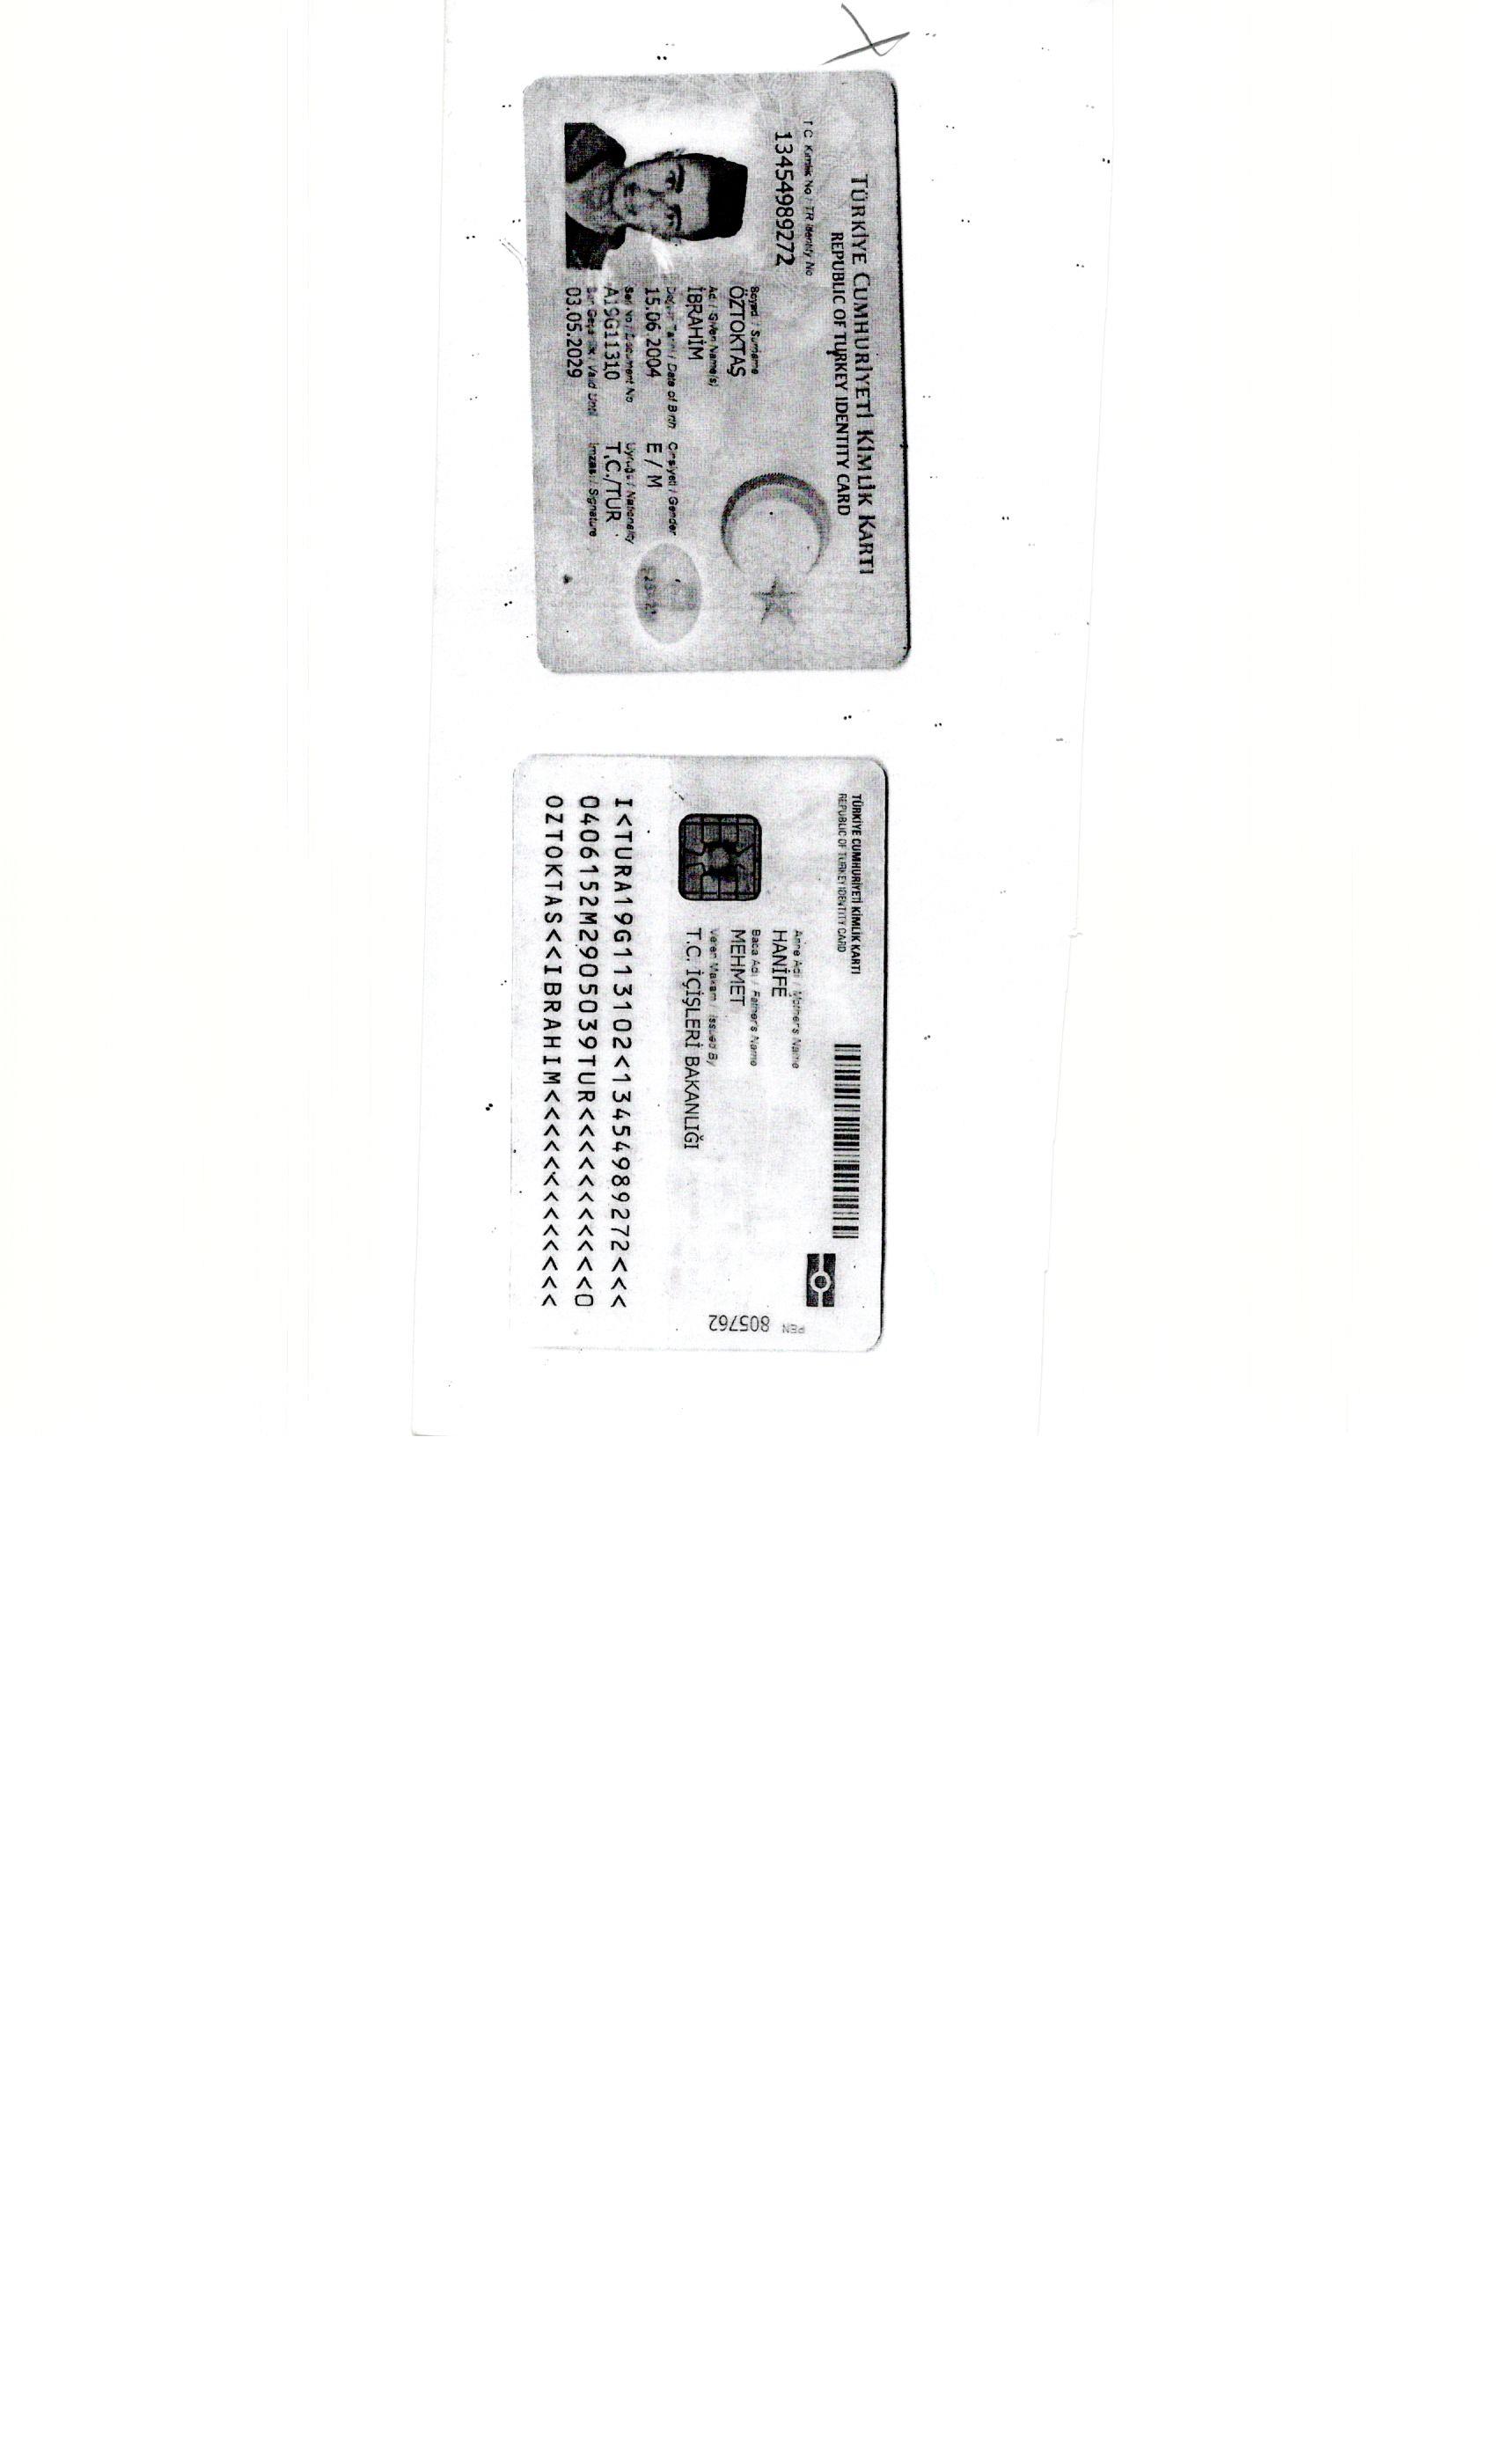 TÜRKİYE CUMHURİYETİ KİMLİK KARTI
REPUBLIC OF TURKEY IDENTITY CARD
T.C. Kimlik No / TR Identity No
13454989272
Soyadı / Surname
ÖZTOKTAŞ
Adı / Given Name(s)
İBRAHİM
Doğum Tarihi / Date of Birth
15.06.2004
Cinsiyeti / Gender
E / M
Seri No / Document No
A19G11310
Uyruğu / Nationality
T.C./TUR
Son Geçerlilik / Valid Until
03.05.2029
İmzası / Signature
TÜRKİYE CUMHURİYETİ KİMLİK KARTI
REPUBLIC OF TURKEY IDENTITY CARD
Anne Adı / Mother's Name
HANİFE
Baba Adı / Father's Name
MEHMET
Veren Makam / Issued By
T.C. İÇİŞLERİ BAKANLIĞI
PEN 805762
I<TURA19G113102<13454989272<<<
0406152M2905039TUR<<<<<<<<<<<0
OZTOKTAS<<IBRAHIM<<<<<<<<<<<<<